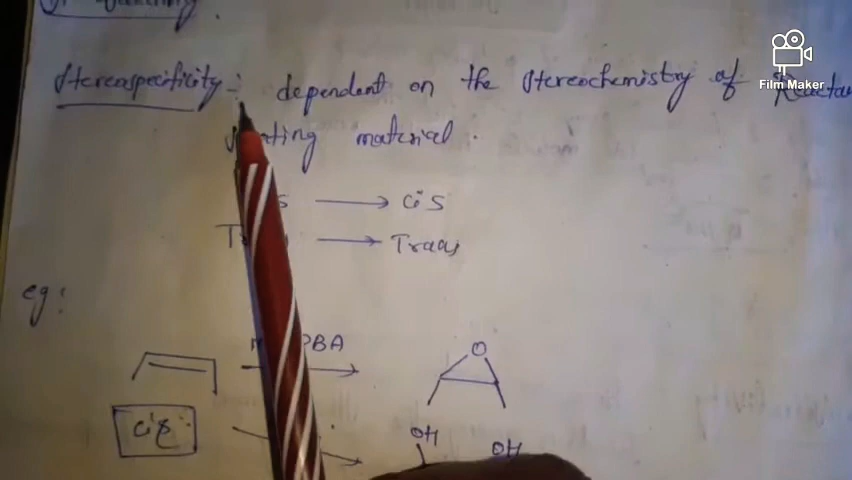 Stereospecificity :- dependent on the stereochemistry of
material.
→ cis
→ Trans
eg:
PBA
O
cis
OH OH
Film Maker